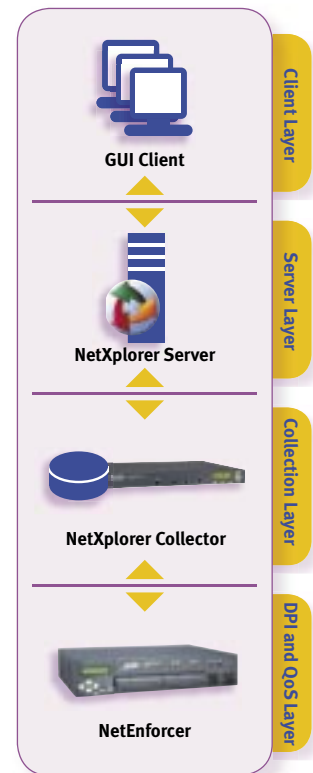 GUI Client
Client Layer
NetXplorer Server
Server Layer
NetXplorer Collector
Collection Layer
NetEnforcer
DPI and QoS Layer